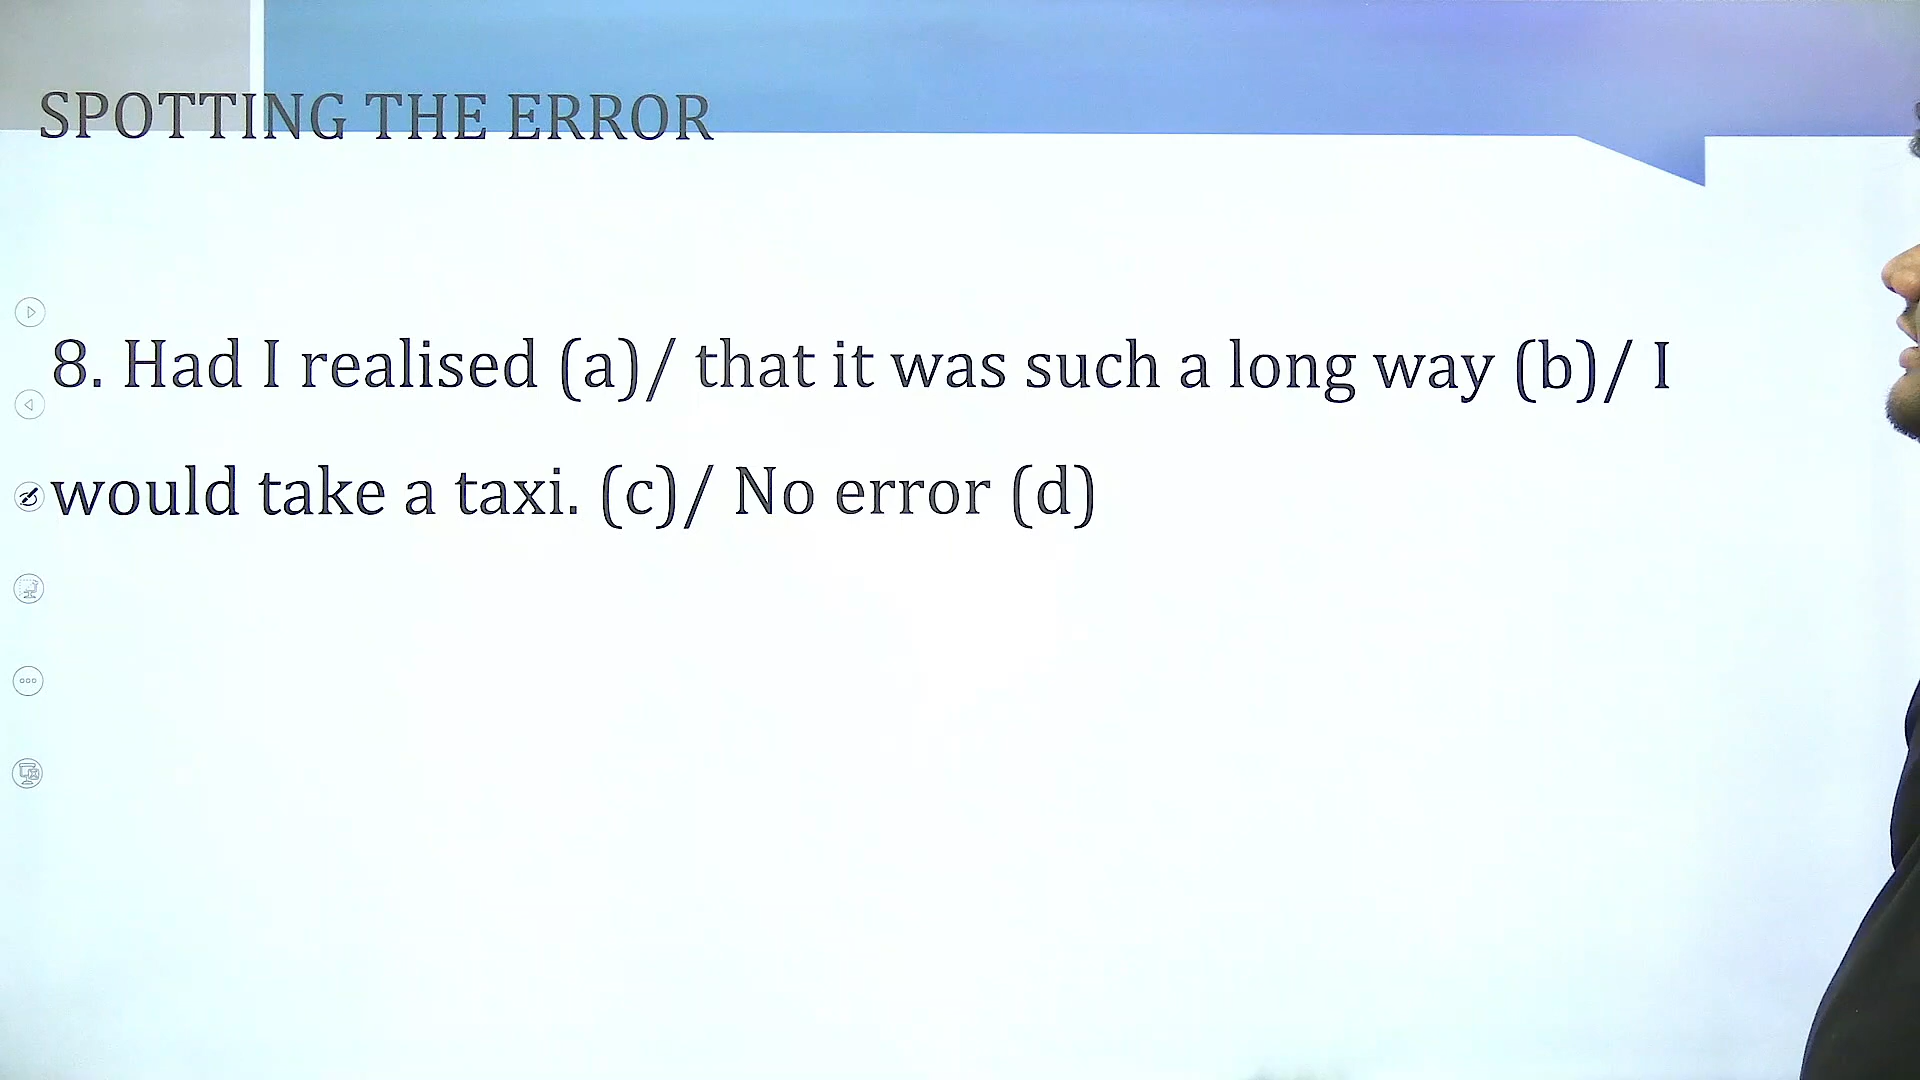 SPOTTING THE ERROR
8. Had I realised (a)/ that it was such a long way (b)/ I
would take a taxi. (c)/ No error (d)